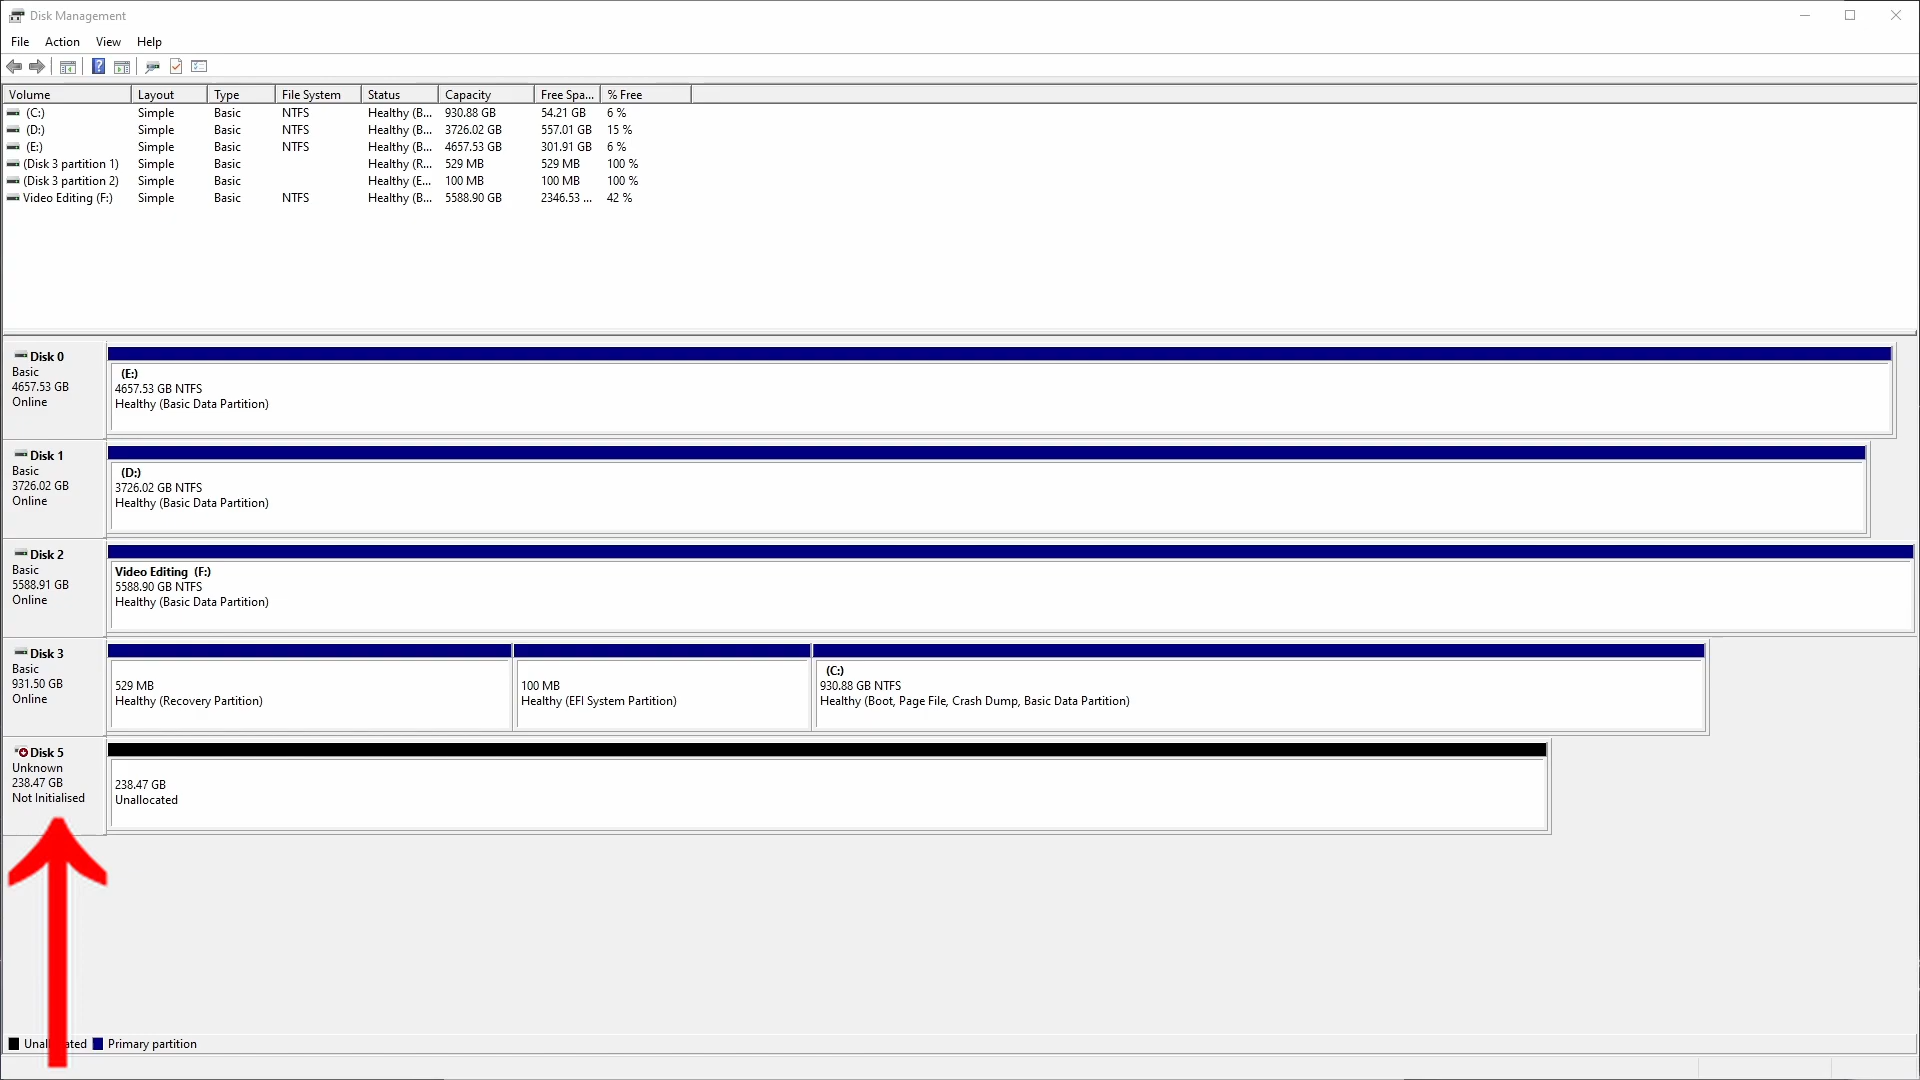 Disk Management
File Action View Help
Volume Layout Type File System Status Capacity Free Spa... % Free
(C:) Simple Basic NTFS Healthy (B... 930.88 GB 54.21 GB 6 %
(D:) Simple Basic NTFS Healthy (B... 3726.02 GB 557.01 GB 15 %
(E:) Simple Basic NTFS Healthy (B... 4657.53 GB 301.91 GB 6 %
(Disk 3 partition 1) Simple Basic Healthy (R... 529 MB 529 MB 100 %
(Disk 3 partition 2) Simple Basic Healthy (E... 100 MB 100 MB 100 %
Video Editing (F:) Simple Basic NTFS Healthy (B... 5588.90 GB 2346.53 ... 42 %
Disk 0
Basic
4657.53 GB
Online
(E:)
4657.53 GB NTFS
Healthy (Basic Data Partition)
Disk 1
Basic
3726.02 GB
Online
(D:)
3726.02 GB NTFS
Healthy (Basic Data Partition)
Disk 2
Basic
5588.91 GB
Online
Video Editing (F:)
5588.90 GB NTFS
Healthy (Basic Data Partition)
Disk 3
Basic
931.50 GB
Online
529 MB
Healthy (Recovery Partition)
100 MB
Healthy (EFI System Partition)
(C:)
930.88 GB NTFS
Healthy (Boot, Page File, Crash Dump, Basic Data Partition)
Disk 5
Unknown
238.47 GB
Not Initialised
238.47 GB
Unallocated
Primary partition